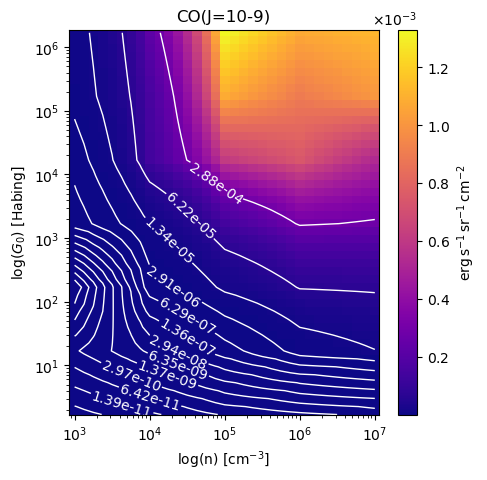 CO(J=10-9)
×10⁻³
10⁶
10⁵
10⁴
10³
10²
10¹
log(G₀) [Habing]
2.88e-04
6.22e-05
1.34e-05
2.91e-06
6.29e-07
1.36e-07
2.94e-08
6.35e-09
1.37e-09
2.97e-10
6.42e-11
1.39e-11
10³ 10⁴ 10⁵ 10⁶ 10⁷
log(n) [cm⁻³]
1.2
1.0
0.8
0.6
0.4
0.2
erg s⁻¹ sr⁻¹ cm⁻²